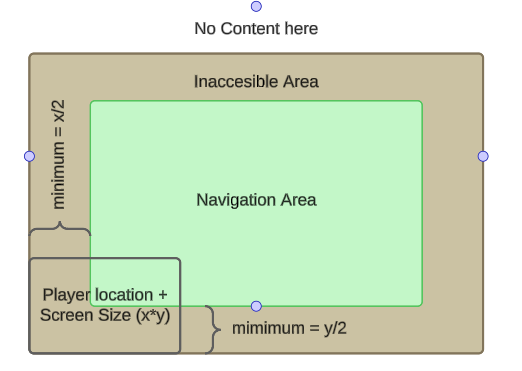 No Content here
Inaccesible Area
minimum = x/2
Navigation Area
Player location +
Screen Size (x*y)
mimimum = y/2